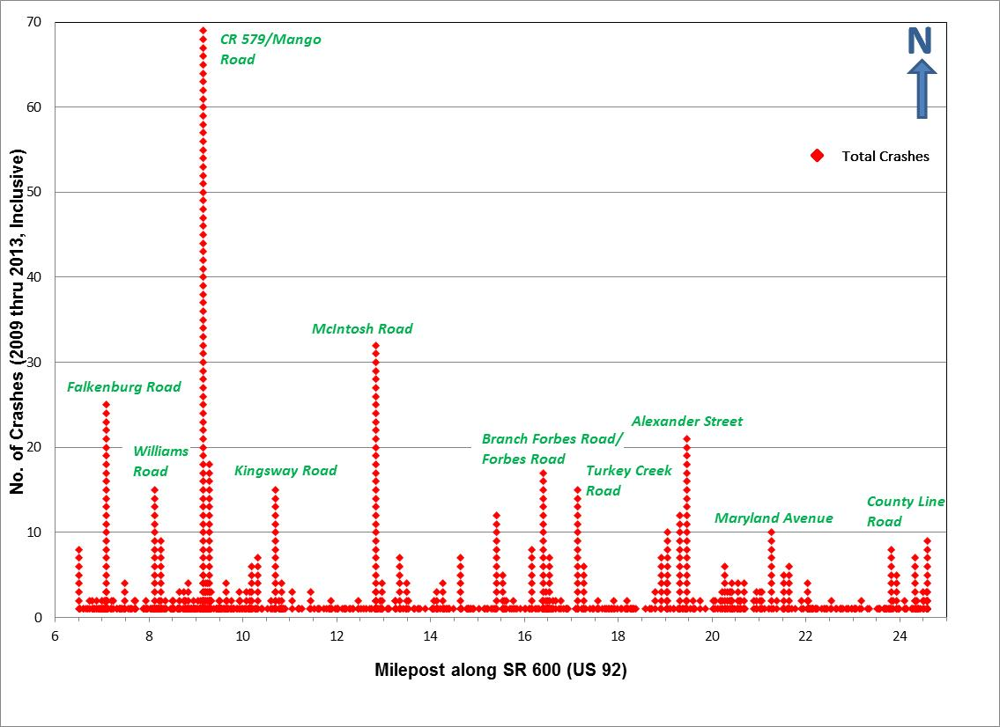 70
60
50
40
30
20
10
0
No. of Crashes (2009 thru 2013, Inclusive)
CR 579/Mango
Road
N
Total Crashes
McIntosh Road
Falkenburg Road
Alexander Street
Branch Forbes Road/
Forbes Road
Williams
Road
Kingsway Road
Turkey Creek
Road
County Line
Road
Maryland Avenue
6 8 10 12 14 16 18 20 22 24
Milepost along SR 600 (US 92)